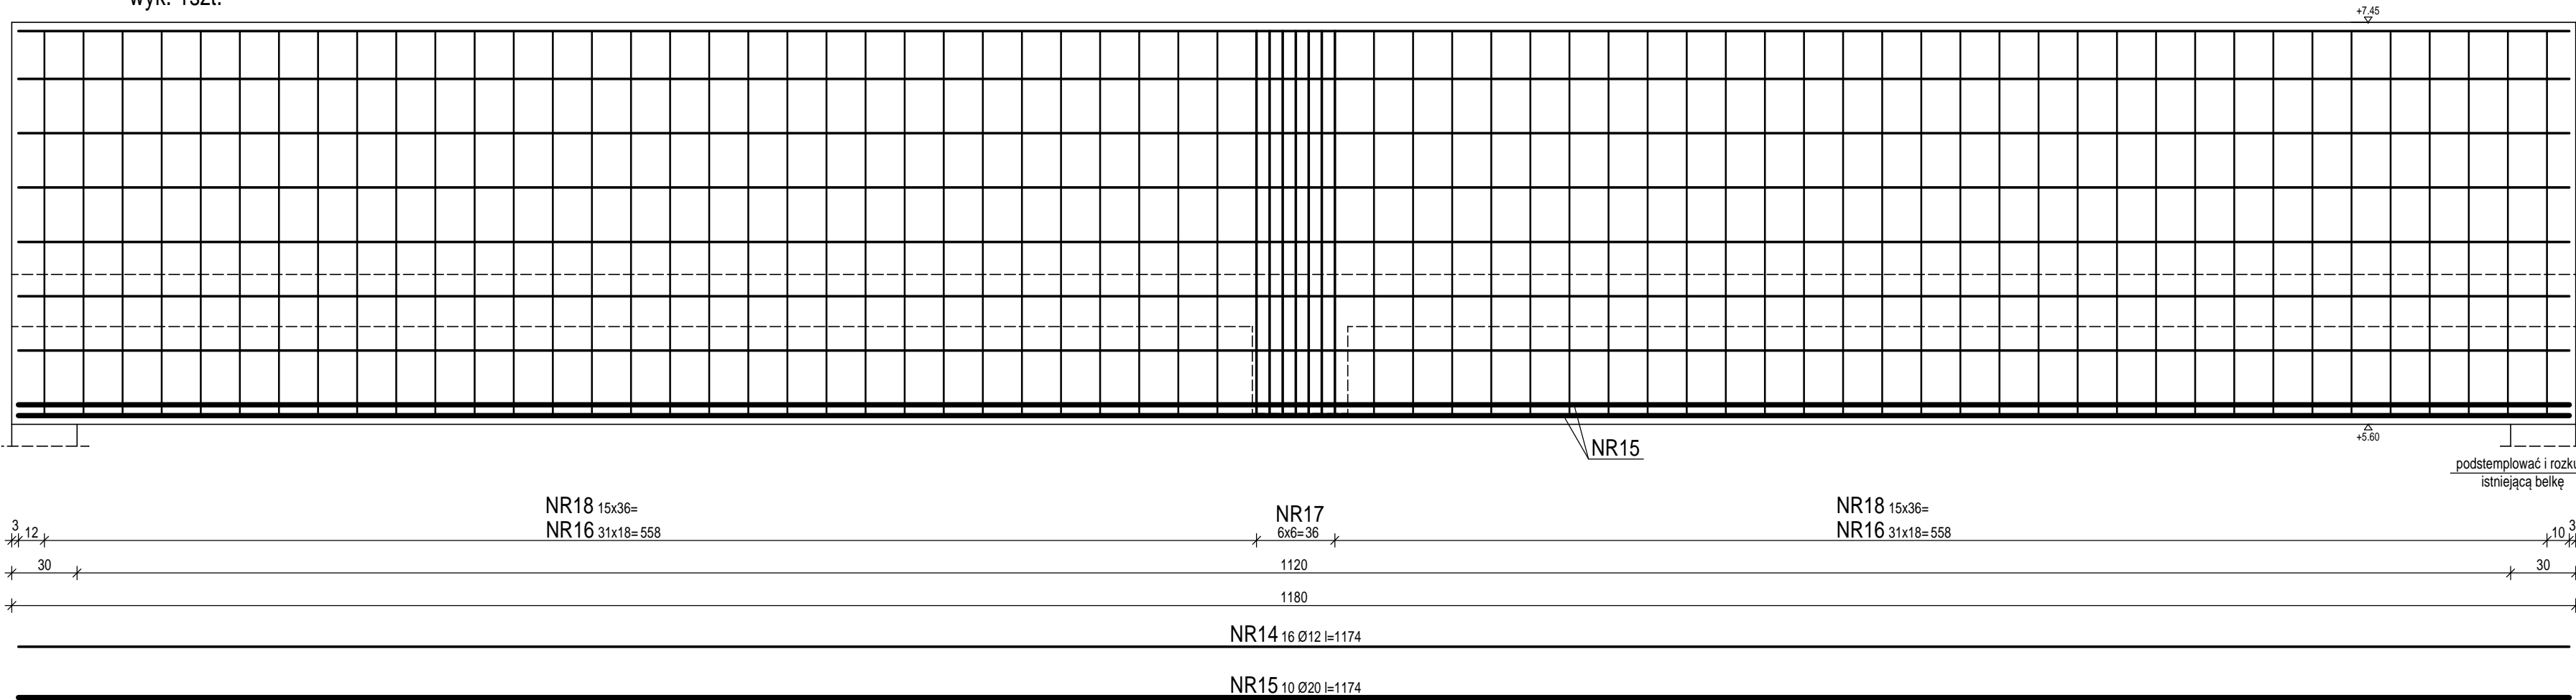 wyk. 1szt.
+7.45
NR15
+5.60
podstemplować i rozku
istniejącą belkę
NR18 15x36=
NR16 31x18=558
NR17
6x6=36
NR18 15x36=
NR16 31x18=558
3
12
10
3
30
1120
30
1180
NR14 16 Ø12 l=1174
NR15 10 Ø20 l=1174